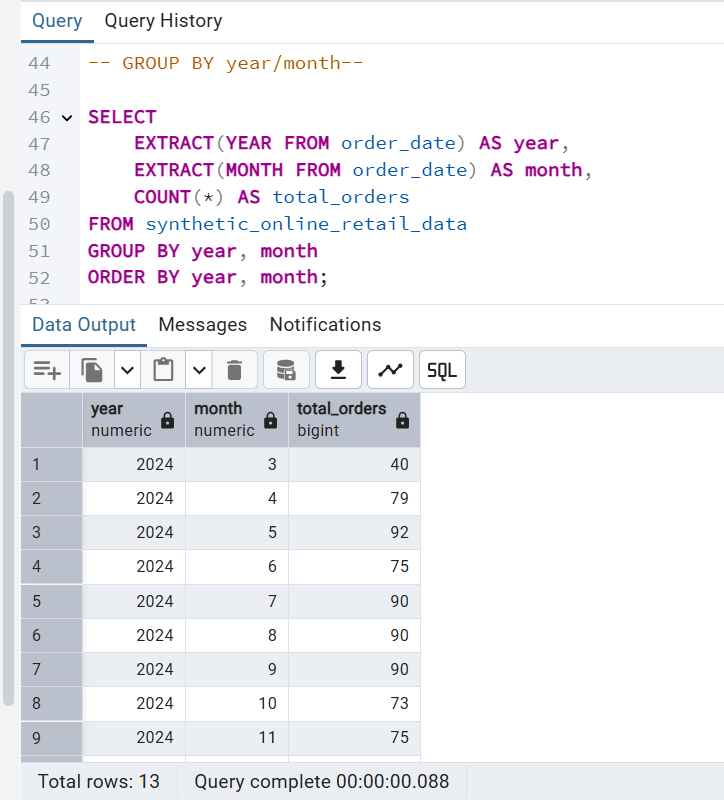 Query Query History
44 -- GROUP BY year/month--
45
46 SELECT
47 EXTRACT(YEAR FROM order_date) AS year,
48 EXTRACT(MONTH FROM order_date) AS month,
49 COUNT(*) AS total_orders
50 FROM synthetic_online_retail_data
51 GROUP BY year, month
52 ORDER BY year, month;
53
Data Output Messages Notifications
SQL
year month total_orders
numeric numeric bigint
1 2024 3 40
2 2024 4 79
3 2024 5 92
4 2024 6 75
5 2024 7 90
6 2024 8 90
7 2024 9 90
8 2024 10 73
9 2024 11 75
Total rows: 13 Query complete 00:00:00.088